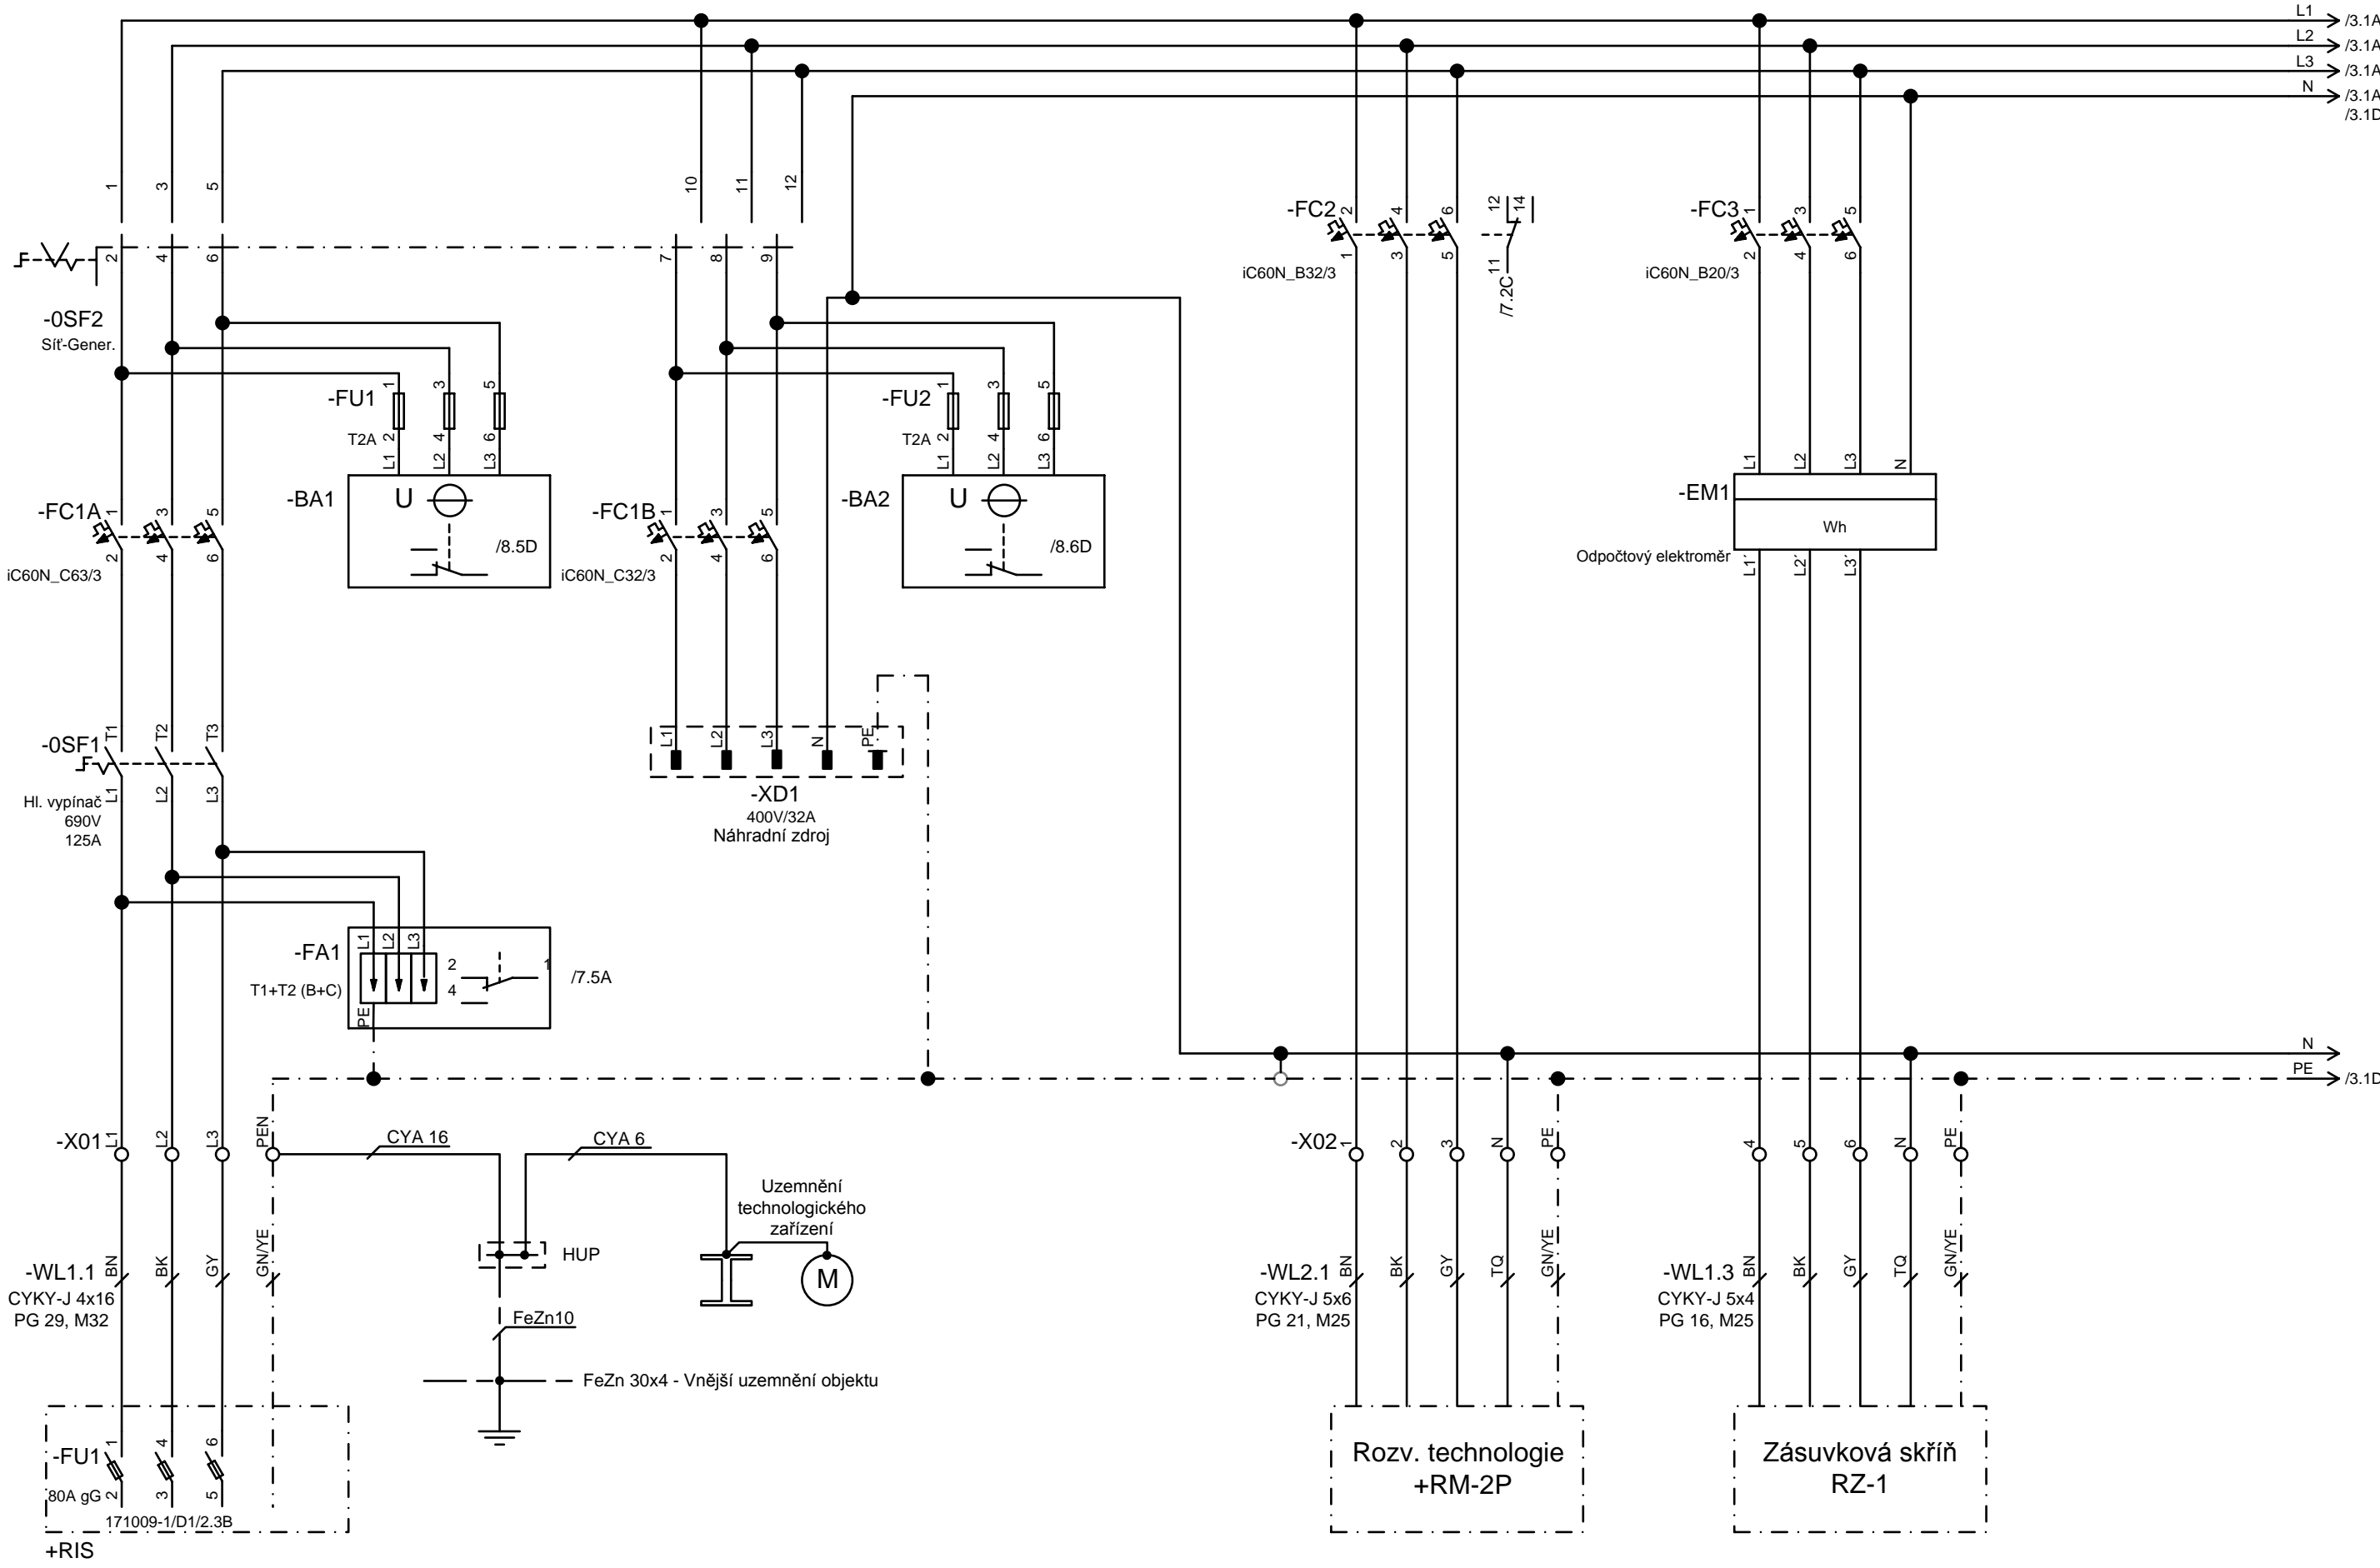 L1 /3.1A
L2 /3.1A
L3 /3.1A
N /3.1A
/3.1D
1 3 5
10 11 12
2 4 6
7 8 9
-0SF2
Síť-Gener.
-FC2
2 4 6
12 14
1 3 5
11
iC60N_B32/3
/7.2C
-FC3
1 3 5
2 4 6
iC60N_B20/3
-FU1
1 3 5
T2A
2 4 6
L1 L2 L3
-BA1
U
/8.5D
-FU2
1 3 5
T2A
2 4 6
L1 L2 L3
-BA2
U
/8.6D
-FC1A
1 3 5
2 4 6
iC60N_C63/3
-FC1B
1 3 5
2 4 6
iC60N_C32/3
L1 L2 L3 N
-EM1
Wh
Odpočtový elektroměr
L1´ L2´ L3´
-0SF1
T1 T2 T3
Hl. vypínač
690V
125A
L1 L2 L3
L1 L2 L3 N PE
-XD1
400V/32A
Náhradní zdroj
-FA1
T1+T2 (B+C)
L1 L2 L3
PE
2 1
4
/7.5A
N
PE /3.1D
-X01
L1 L2 L3 PEN
CYA 16
CYA 6
Uzemnění
technologického
zařízení
HUP
M
FeZn10
FeZn 30x4 - Vnější uzemnění objektu
-WL1.1
CYKY-J 4x16
PG 29, M32
BN BK GY GN/YE
-FU1
1 4 6
80A gG
2 3 5
171009-1/D1/2.3B
+RIS
-X02
1 2 3 N PE
4 5 6 N PE
-WL2.1
CYKY-J 5x6
PG 21, M25
BN BK GY TQ GN/YE
-WL1.3
CYKY-J 5x4
PG 16, M25
BN BK GY TQ GN/YE
Rozv. technologie
+RM-2P
Zásuvková skříň
RZ-1